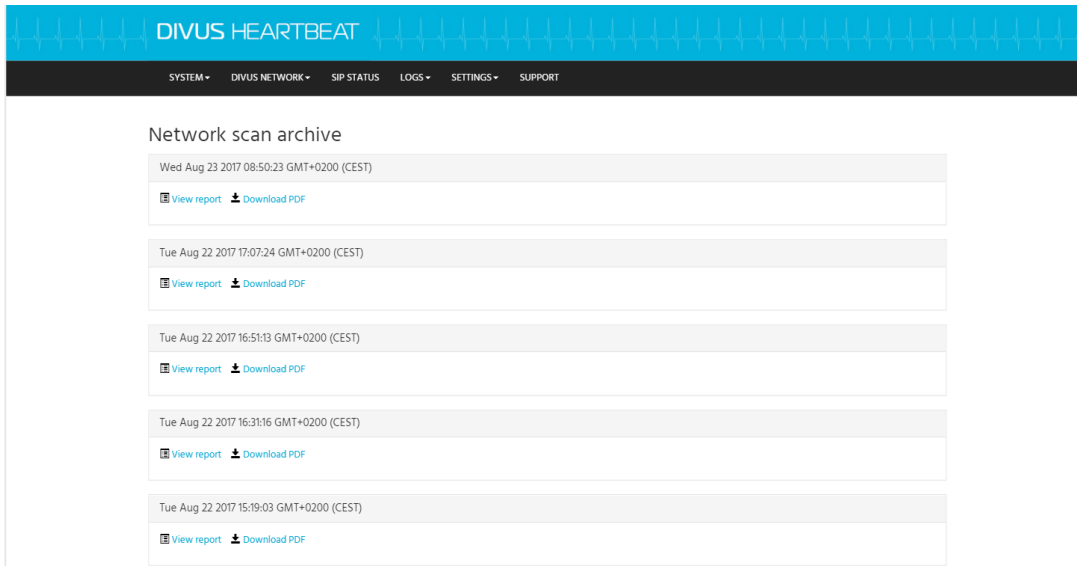 DIVUS HEARTBEAT
SYSTEM DIVUS NETWORK SIP STATUS LOGS SETTINGS SUPPORT
Network scan archive
Wed Aug 23 2017 08:50:23 GMT+0200 (CEST)
View report Download PDF
Tue Aug 22 2017 17:07:24 GMT+0200 (CEST)
View report Download PDF
Tue Aug 22 2017 16:51:13 GMT+0200 (CEST)
View report Download PDF
Tue Aug 22 2017 16:31:16 GMT+0200 (CEST)
View report Download PDF
Tue Aug 22 2017 15:19:03 GMT+0200 (CEST)
View report Download PDF